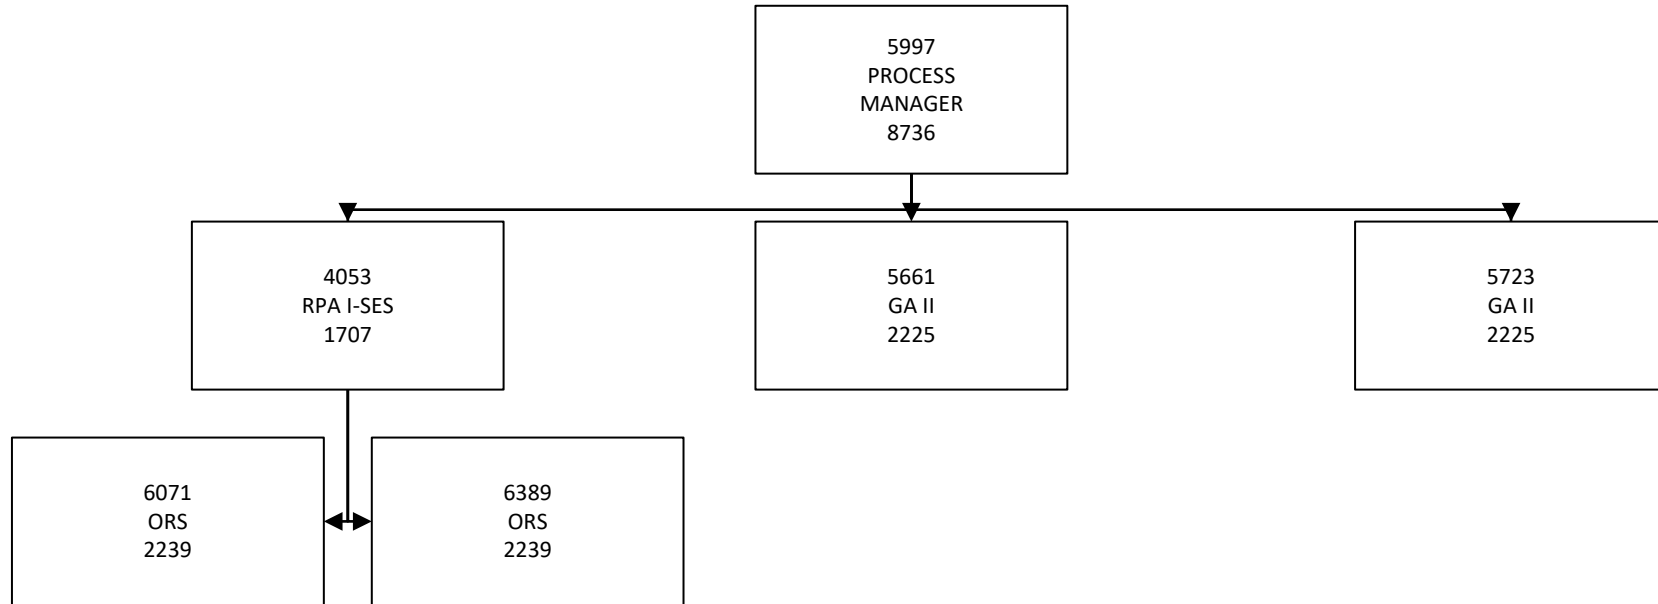 5997
PROCESS
MANAGER
8736
4053
RPA I-SES
1707
5661
GA II
2225
5723
GA II
2225
6071
ORS
2239
6389
ORS
2239